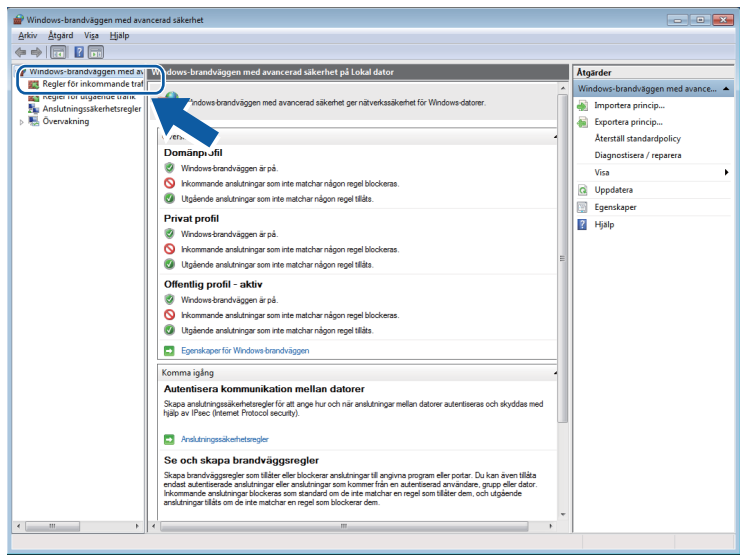 Windows-brandväggen med avancerad säkerhet
Arkiv Åtgärd Visa Hjälp
Windows-brandväggen med av
Regler för inkommande traf
Regler för utgående trafik
Anslutningssäkerhetsregler
Övervakning
Windows-brandväggen med avancerad säkerhet på Lokal dator
Windows-brandväggen med avancerad säkerhet ger nätverkssäkerhet för Windows-datorer.
Domänprofil
Windows-brandväggen är på.
Inkommande anslutningar som inte matchar någon regel blockeras.
Utgående anslutningar som inte matchar någon regel tillåts.
Privat profil
Windows-brandväggen är på.
Inkommande anslutningar som inte matchar någon regel blockeras.
Utgående anslutningar som inte matchar någon regel tillåts.
Offentlig profil - aktiv
Windows-brandväggen är på.
Inkommande anslutningar som inte matchar någon regel blockeras.
Utgående anslutningar som inte matchar någon regel tillåts.
Egenskaper för Windows-brandväggen
Komma igång
Autentisera kommunikation mellan datorer
Skapa anslutningssäkerhetsregler för att ange hur och när anslutningar mellan datorer autentiseras och skyddas med
hjälp av IPsec (Internet Protocol security).
Anslutningssäkerhetsregler
Se och skapa brandväggsregler
Skapa brandväggsregler som tillåter eller blockerar anslutningar till angivna program eller portar. Du kan även tillåta
endast autentiserade anslutningar eller anslutningar som kommer från en autentiserad användare, grupp eller dator.
Inkommande anslutningar blockeras som standard om de inte matchar en regel som tillåter dem, och utgående
anslutningar tillåts om de inte matchar en regel som blockerar dem.
Åtgärder
Windows-brandväggen med avance...
Importera princip...
Exportera princip...
Återställ standardpolicy
Diagnostisera / reparera
Visa
Uppdatera
Egenskaper
Hjälp